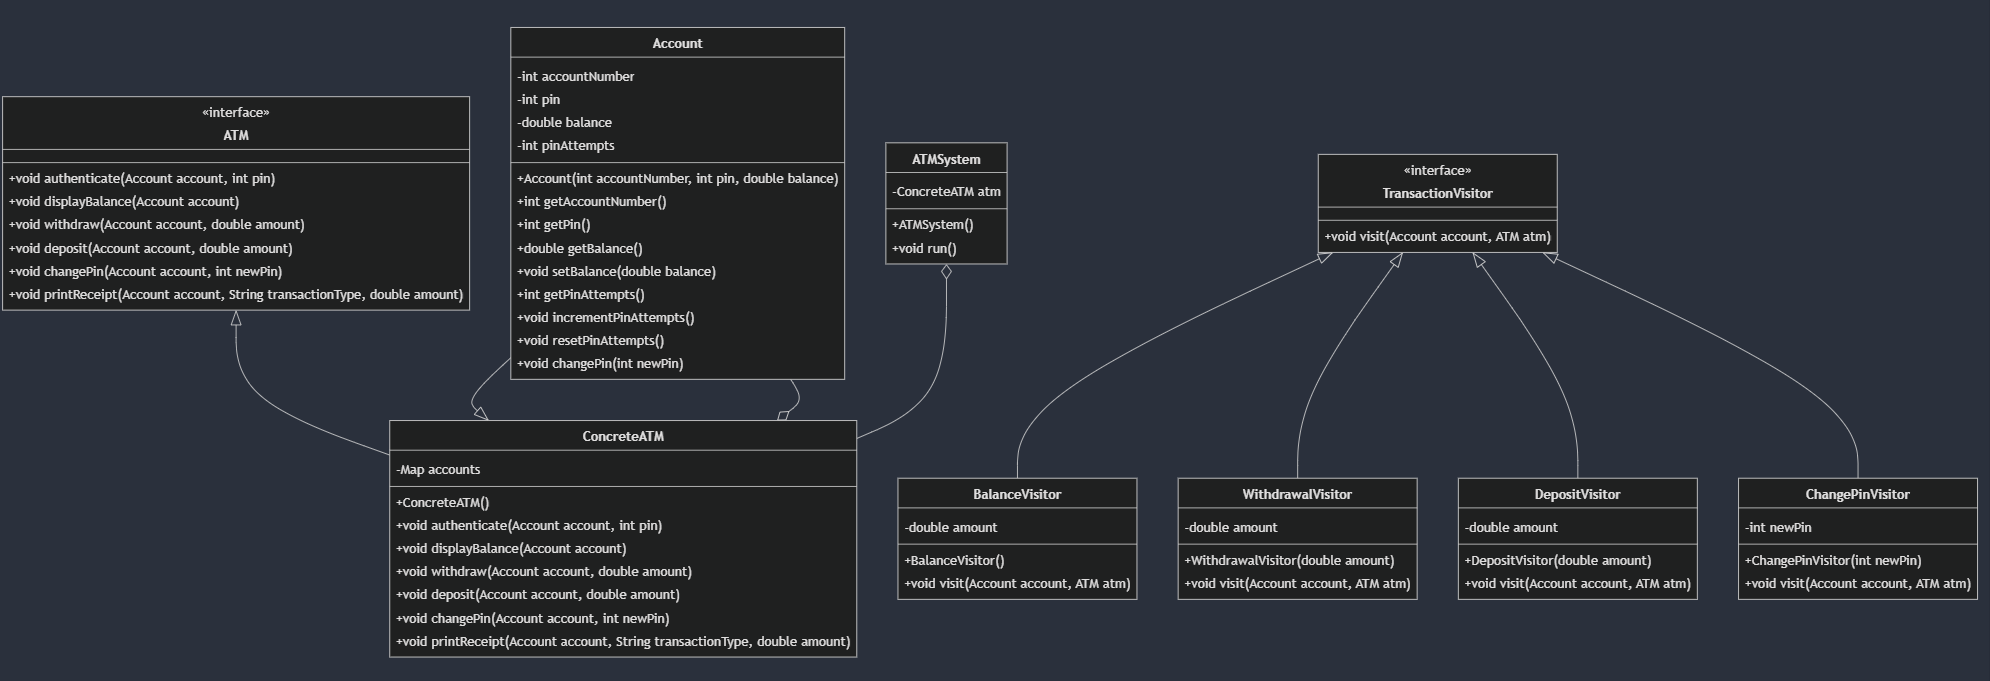 «interface»
ATM
+void authenticate(Account account, int pin)
+void displayBalance(Account account)
+void withdraw(Account account, double amount)
+void deposit(Account account, double amount)
+void changePin(Account account, int newPin)
+void printReceipt(Account account, String transactionType, double amount)
Account
-int accountNumber
-int pin
-double balance
-int pinAttempts
+Account(int accountNumber, int pin, double balance)
+int getAccountNumber()
+int getPin()
+double getBalance()
+void setBalance(double balance)
+int getPinAttempts()
+void incrementPinAttempts()
+void resetPinAttempts()
+void changePin(int newPin)
ATMSystem
-ConcreteATM atm
+ATMSystem()
+void run()
«interface»
TransactionVisitor
+void visit(Account account, ATM atm)
ConcreteATM
-Map accounts
+ConcreteATM()
+void authenticate(Account account, int pin)
+void displayBalance(Account account)
+void withdraw(Account account, double amount)
+void deposit(Account account, double amount)
+void changePin(Account account, int newPin)
+void printReceipt(Account account, String transactionType, double amount)
BalanceVisitor
-double amount
+BalanceVisitor()
+void visit(Account account, ATM atm)
WithdrawalVisitor
-double amount
+WithdrawalVisitor(double amount)
+void visit(Account account, ATM atm)
DepositVisitor
-double amount
+DepositVisitor(double amount)
+void visit(Account account, ATM atm)
ChangePinVisitor
-int newPin
+ChangePinVisitor(int newPin)
+void visit(Account account, ATM atm)